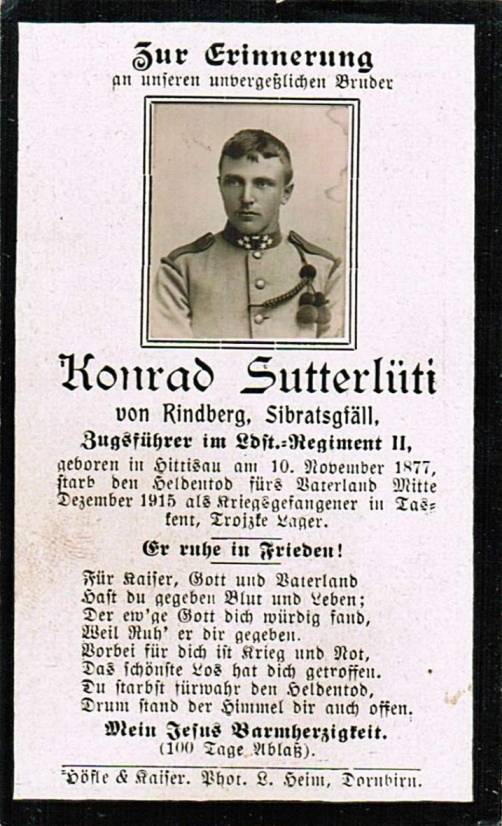 Zur Erinnerung
an unseren unvergeßlichen Bruder
Konrad Sutterlüti
von Rindberg, Sibratsgfäll,
Zugsführer im Ldst.-Regiment II,
geboren in Hittisau am 10. November 1877,
starb den Heldentod fürs Vaterland Mitte
Dezember 1915 als Kriegsgefangener in Tas-
kent, Trojzke Lager.
Er ruhe in Frieden!
Für Kaiser, Gott und Vaterland
Hast du gegeben Blut und Leben;
Der ew'ge Gott dich würdig fand,
Weil Ruh' er dir gegeben.
Vorbei für dich ist Krieg und Not,
Das schönste Los hat dich getroffen.
Du starbst fürwahr den Heldentod,
Drum stand der Himmel dir auch offen.
Mein Jesus Barmherzigkeit.
(100 Tage Ablaß).
Höfle & Kaiser. Phot. L. Heim, Dornbirn.